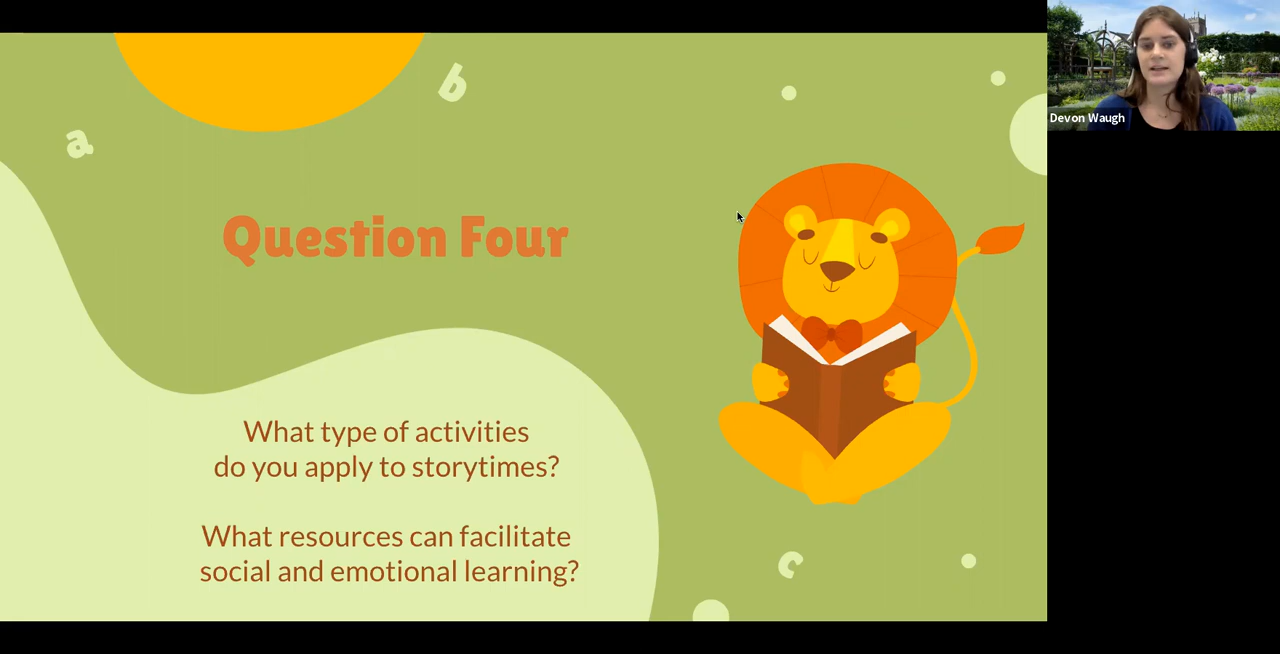 a
b
Question Four
What type of activities
do you apply to storytimes?
What resources can facilitate
social and emotional learning?
c
Devon Waugh